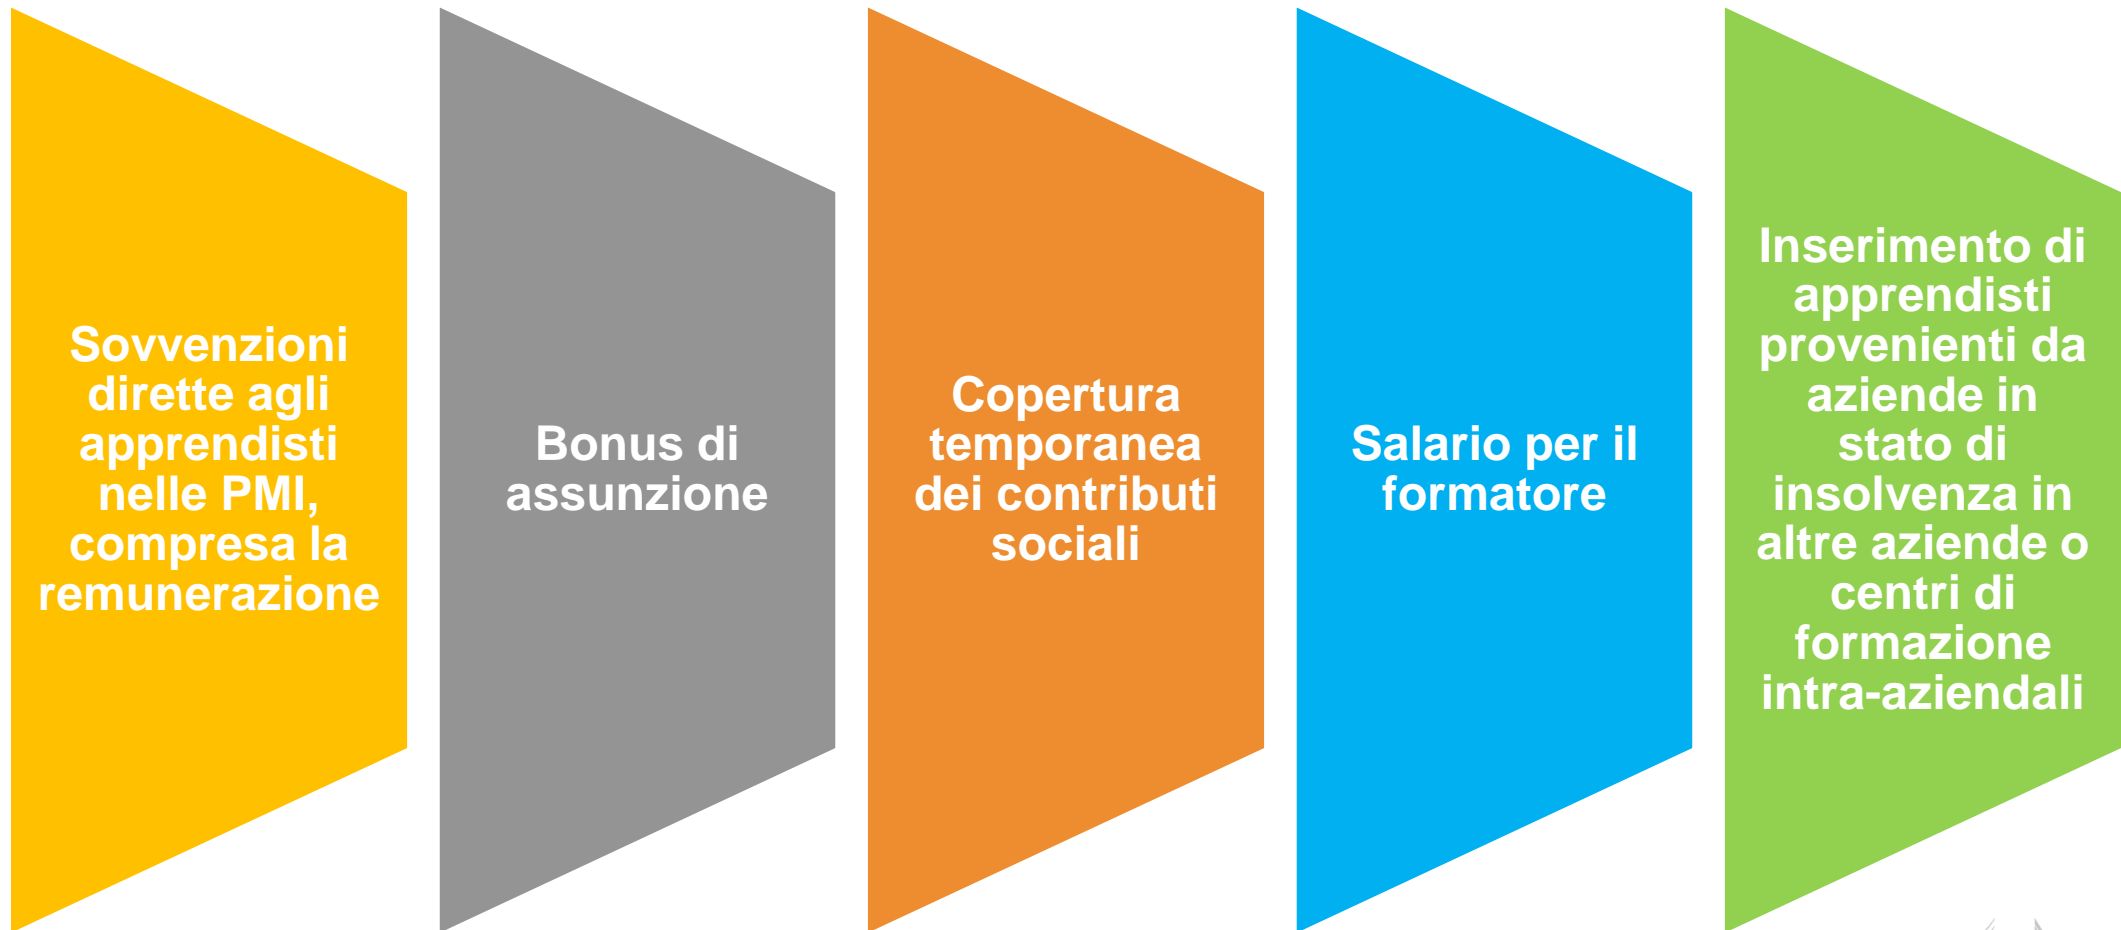 Sovvenzioni
dirette agli
apprendisti
nelle PMI,
compresa la
remunerazione
Bonus di
assunzione
Copertura
temporanea
dei contributi
sociali
Salario per il
formatore
Inserimento di
apprendisti
provenienti da
aziende in
stato di
insolvenza in
altre aziende o
centri di
formazione
intra-aziendali